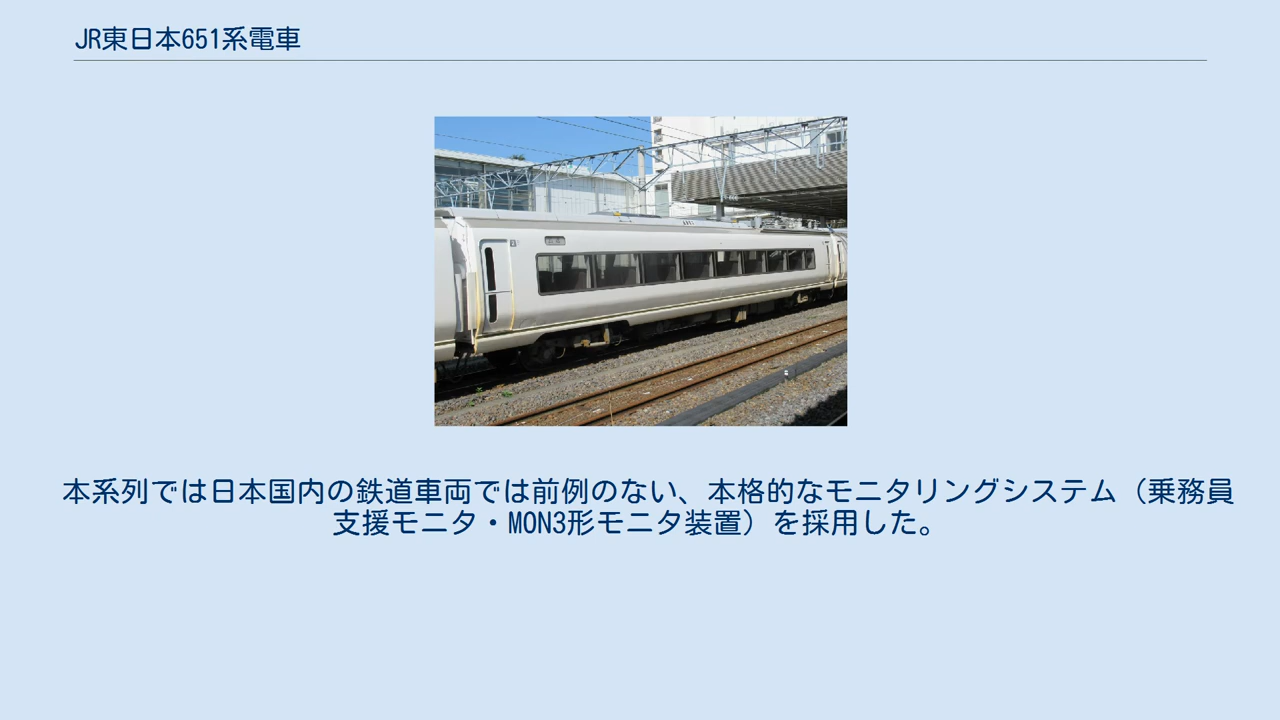 JR東日本651系電車
本系列では日本国内の鉄道車両では前例のない、本格的なモニタリングシステム（乗務員
支援モニタ・MON3形モニタ装置）を採用した。